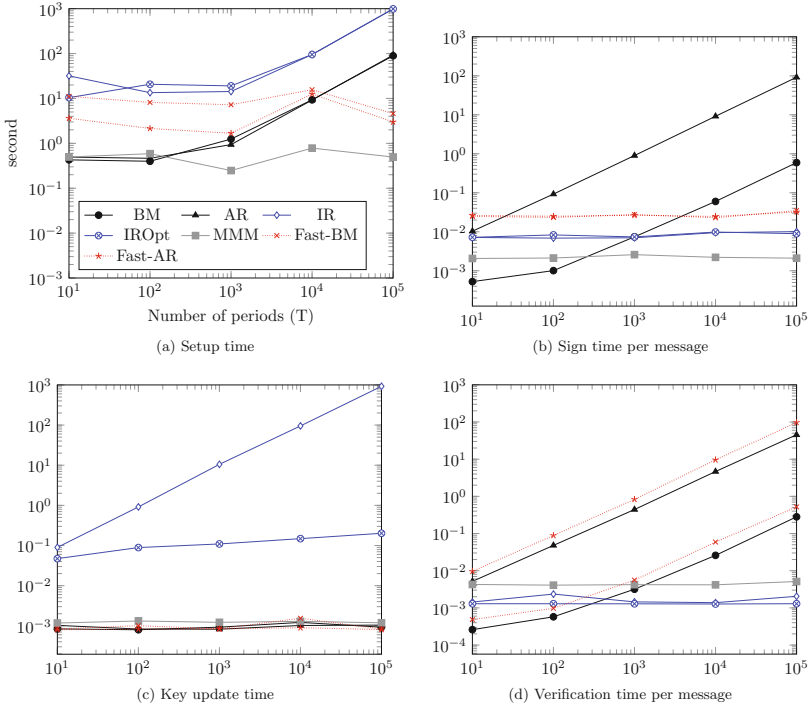 10^3
10^2
10^1
10^0
10^-1
10^-2
10^-3
second
BM AR IR
IROpt MMM Fast-BM
Fast-AR
10^1 10^2 10^3 10^4 10^5
Number of periods (T)
(a) Setup time
10^2
10^1
10^0
10^-1
10^-2
10^-3
10^1 10^2 10^3 10^4 10^5
(b) Sign time per message
10^3
10^2
10^1
10^0
10^-1
10^-2
10^-3
10^1 10^2 10^3 10^4 10^5
(c) Key update time
10^3
10^2
10^1
10^0
10^-1
10^-2
10^-3
10^-4
10^1 10^2 10^3 10^4 10^5
(d) Verification time per message